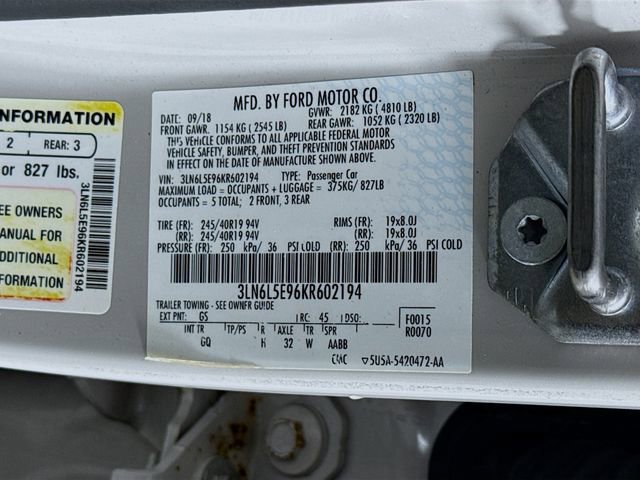 INFORMATION
2 REAR: 3
or 827 lbs.
SEE OWNERS
MANUAL FOR
ADDITIONAL
INFORMATION
3LN6L5E96KR602194
MFD. BY FORD MOTOR CO.
DATE: 09/18 GVWR: 2182 KG (4810 LB)
FRONT GAWR: 1154 KG (2545 LB) REAR GAWR: 1052 KG (2320 LB)
THIS VEHICLE CONFORMS TO ALL APPLICABLE FEDERAL MOTOR
VEHICLE SAFETY, BUMPER, AND THEFT PREVENTION STANDARDS
IN EFFECT ON THE DATE OF MANUFACTURE SHOWN ABOVE.
VIN: 3LN6L5E96KR602194 TYPE: Passenger Car
MAXIMUM LOAD = OCCUPANTS + LUGGAGE = 375KG/827LB
OCCUPANTS = 5 TOTAL; 2 FRONT, 3 REAR
TIRE (FR): 245/40R19 94V RIMS (FR): 19x8.0J
(RR): 245/40R19 94V (RR): 19x8.0J
PRESSURE (FR): 250 kPa/ 36 PSI COLD (RR): 250 kPa/ 36 PSI COLD
3LN6L5E96KR602194
TRAILER TOWING - SEE OWNER GUIDE
EXT PNT: GS RC: 45 DSO: F0015
INT TR TP/PS R AXLE TR SPR R0070
GQ H 32 W AABB
5U5A-5420472-AA